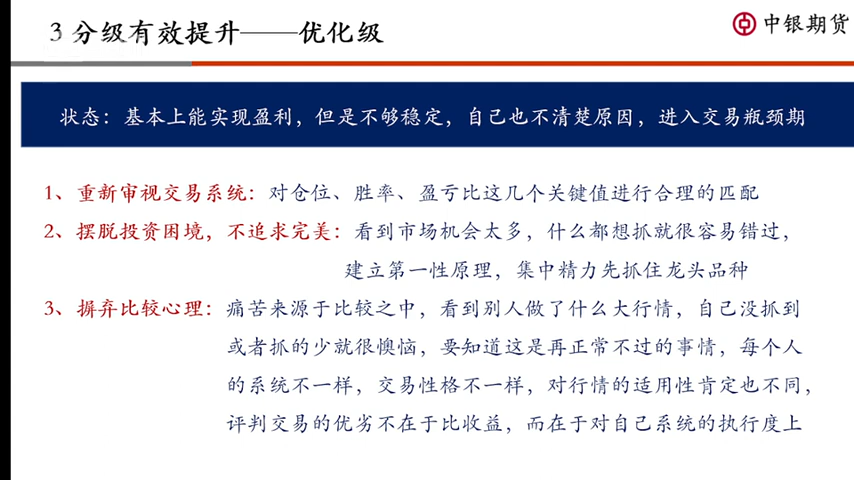 3 分级有效提升——优化级
中银期货
状态：基本上能实现盈利，但是不够稳定，自己也不清楚原因，进入交易瓶颈期
1、重新审视交易系统：对仓位、胜率、盈亏比这几个关键值进行合理的匹配
2、摆脱投资困境，不追求完美：看到市场机会太多，什么都想抓就很容易错过，
建立第一性原理，集中精力先抓住龙头品种
3、摒弃比较心理：痛苦来源于比较之中，看到别人做了什么大行情，自己没抓到
或者抓的少就很懊恼，要知道这是再正常不过的事情，每个人
的系统不一样，交易性格不一样，对行情的适用性肯定也不同，
评判交易的优劣不在于比收益，而在于对自己系统的执行度上